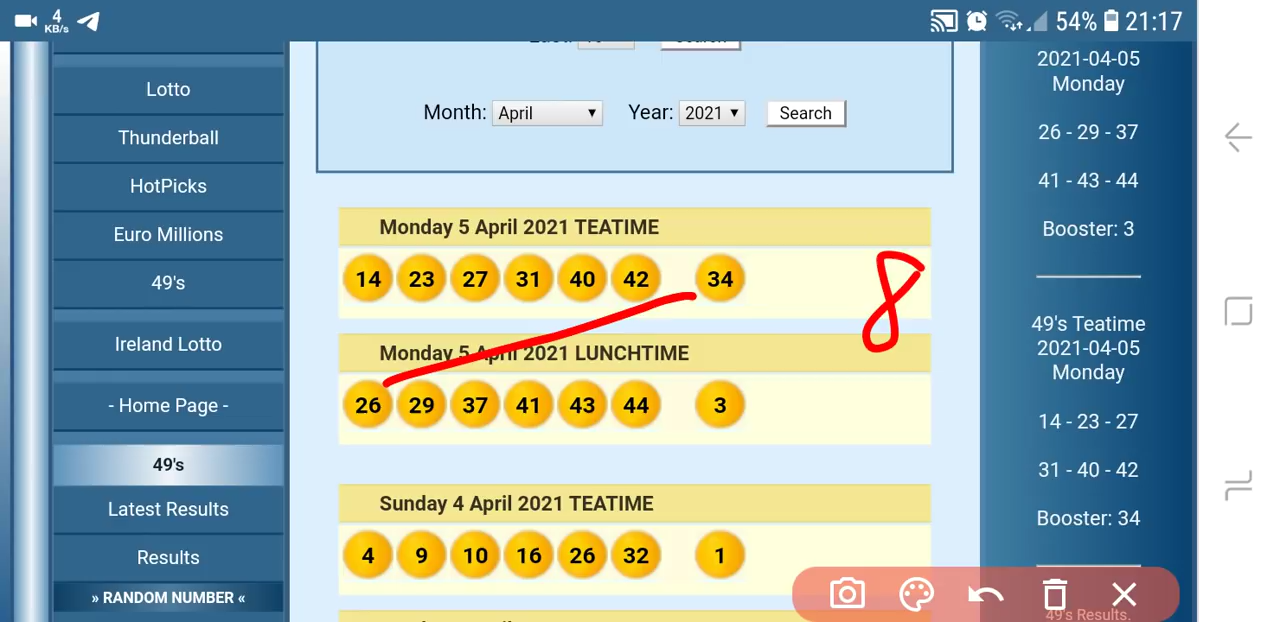 4
KB/s
54%
21:17
Lotto
Thunderball
HotPicks
Euro Millions
49's
Ireland Lotto
- Home Page -
49's
Latest Results
Results
» RANDOM NUMBER «
Month: April Year: 2021 Search
Monday 5 April 2021 TEATIME
14 23 27 31 40 42 34
8
Monday 5 April 2021 LUNCHTIME
26 29 37 41 43 44 3
Sunday 4 April 2021 TEATIME
4 9 10 16 26 32 1
2021-04-05
Monday
26 - 29 - 37
41 - 43 - 44
Booster: 3
49's Teatime
2021-04-05
Monday
14 - 23 - 27
31 - 40 - 42
Booster: 34
49's Results.